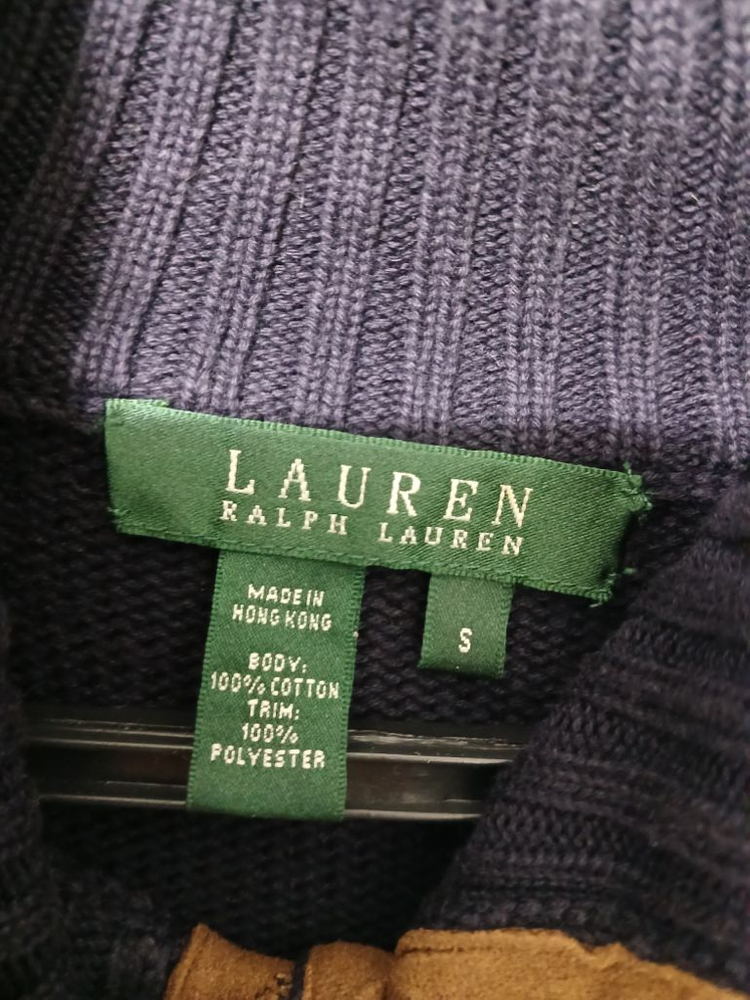 LAUREN
RALPH LAUREN
MADE IN
HONG KONG
BODY:
100% COTTON
TRIM:
100%
POLYESTER
S